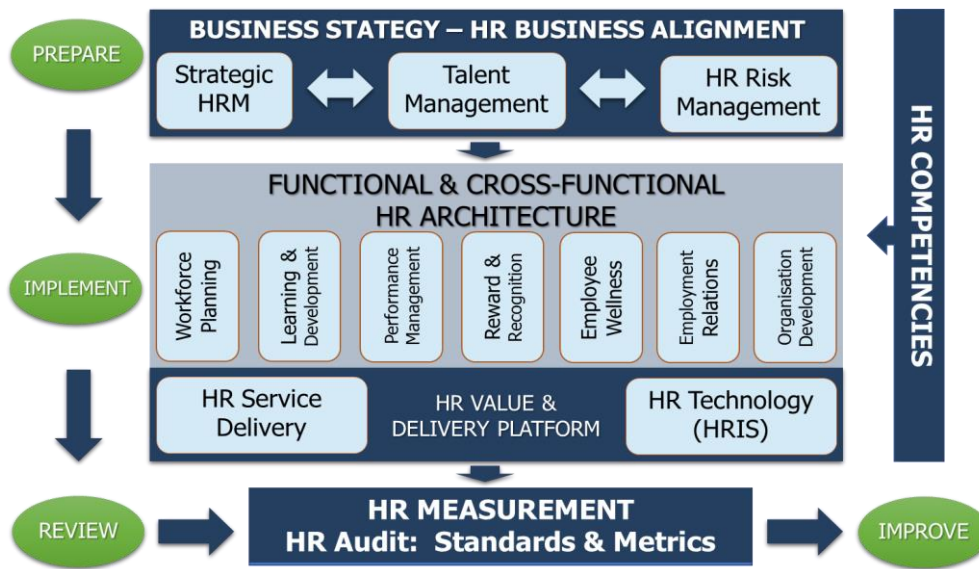 PREPARE
BUSINESS STATEGY – HR BUSINESS ALIGNMENT
Strategic
HRM
Talent
Management
HR Risk
Management
HR COMPETENCIES
FUNCTIONAL & CROSS-FUNCTIONAL
HR ARCHITECTURE
IMPLEMENT
Workforce
Planning
Learning &
Development
Performance
Management
Reward &
Recognition
Employee
Wellness
Employment
Relations
Organisation
Development
HR Service
Delivery
HR VALUE &
DELIVERY PLATFORM
HR Technology
(HRIS)
REVIEW
HR MEASUREMENT
HR Audit: Standards & Metrics
IMPROVE